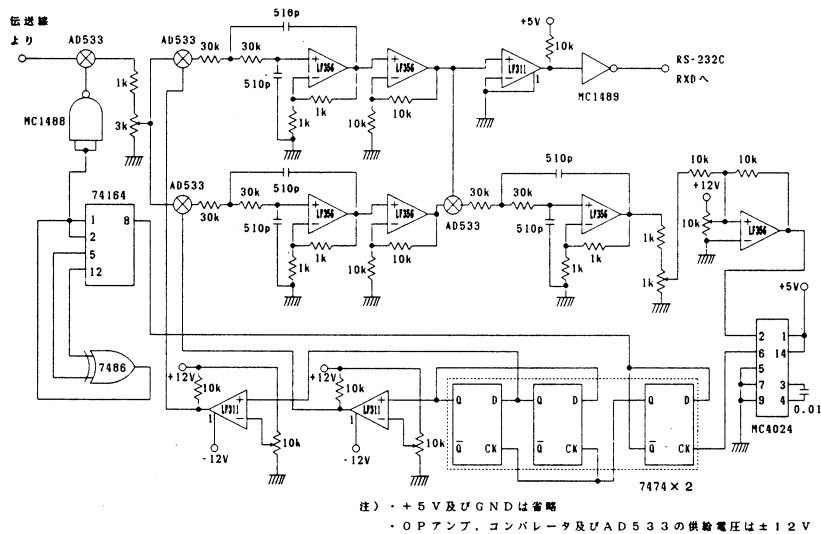 伝送線
より
AD533
1k
3k
MC1488
AD533
30k
30k
510p
510p
LF356
1k
1k
LF356
10k
10k
LF311
1
+5V
10k
MC1489
RS-232C
RXDへ
74164
1
8
2
5
12
7486
AD533
30k
30k
510p
510p
LF356
1k
1k
LF356
10k
10k
AD533
30k
30k
510p
510p
LF356
1k
1k
1k
1k
10k
10k
+12V
10k
LF356
+5V
2
1
6
14
5
7
3
9
4
0.01
MC4024
+12V
10k
LF311
1
-12V
10k
+12V
10k
LF311
1
-12V
10k
Q
D
Q
CK
Q
D
Q
CK
Q
D
Q
CK
7474×2
注）・+5V及びGNDは省略
・OPアンプ，コンパレータ及びAD533の供給電圧は±12V